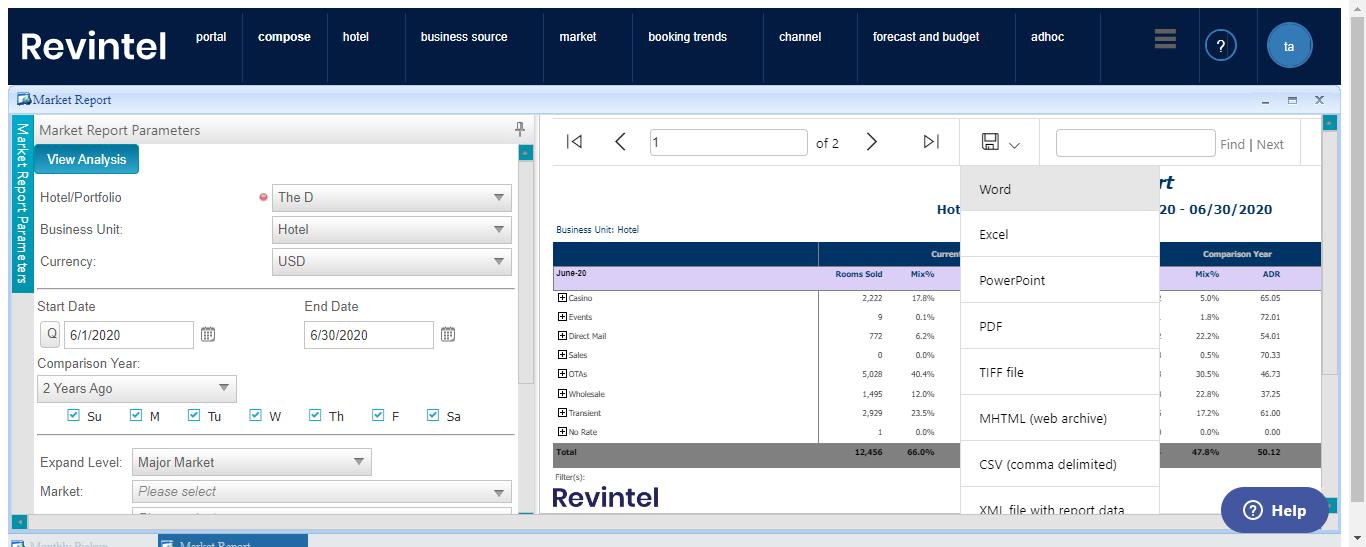 Revintel portal compose hotel business source market booking trends channel forecast and budget adhoc ? ta
Market Report
Market Report Parameters
Market Report Parameters
View Analysis
Hotel/Portfolio The D
Business Unit: Hotel
Currency: USD
Start Date End Date
Q 6/1/2020 6/30/2020
Comparison Year:
2 Years Ago
Su M Tu W Th F Sa
Expand Level: Major Market
Market: Please select
1 of 2 Find | Next
Word
Excel
PowerPoint
PDF
TIFF file
MHTML (web archive)
CSV (comma delimited)
XML file with report data
rt
Hot 20 - 06/30/2020
Business Unit: Hotel
Current Comparison Year
June-20 Rooms Sold Mix% Mix% ADR
Casino 2,222 17.8% 5.0% 65.05
Events 9 0.1% 1.8% 72.01
Direct Mail 772 6.2% 22.2% 54.01
Sales 0 0.0% 0.5% 70.33
OTAs 5,028 40.4% 30.5% 46.73
Wholesale 1,495 12.0% 22.8% 37.25
Transient 2,929 23.5% 17.2% 61.00
No Rate 1 0.0% 0.0% 0.00
Total 12,456 66.0% 47.8% 50.12
Filter(s):
Revintel
? Help
Monthly Pickup Market Report